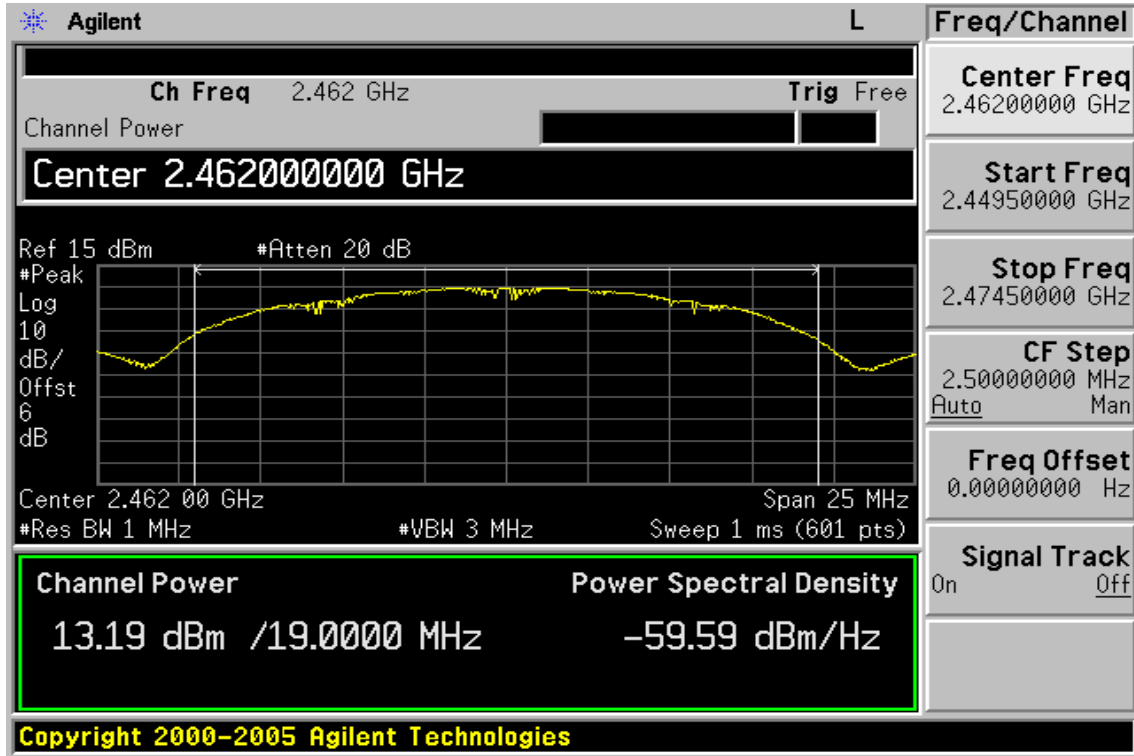 Agilent L
Ch Freq 2.462 GHz Trig Free
Channel Power
Center 2.462000000 GHz
Ref 15 dBm #Atten 20 dB
#Peak
Log
10
dB/
Offst
6
dB
Center 2.462 00 GHz Span 25 MHz
#Res BW 1 MHz #VBW 3 MHz Sweep 1 ms (601 pts)
Channel Power Power Spectral Density
13.19 dBm /19.0000 MHz -59.59 dBm/Hz
Copyright 2000-2005 Agilent Technologies
Freq/Channel
Center Freq
2.46200000 GHz
Start Freq
2.44950000 GHz
Stop Freq
2.47450000 GHz
CF Step
2.50000000 MHz
Auto Man
Freq Offset
0.00000000 Hz
Signal Track
On Off